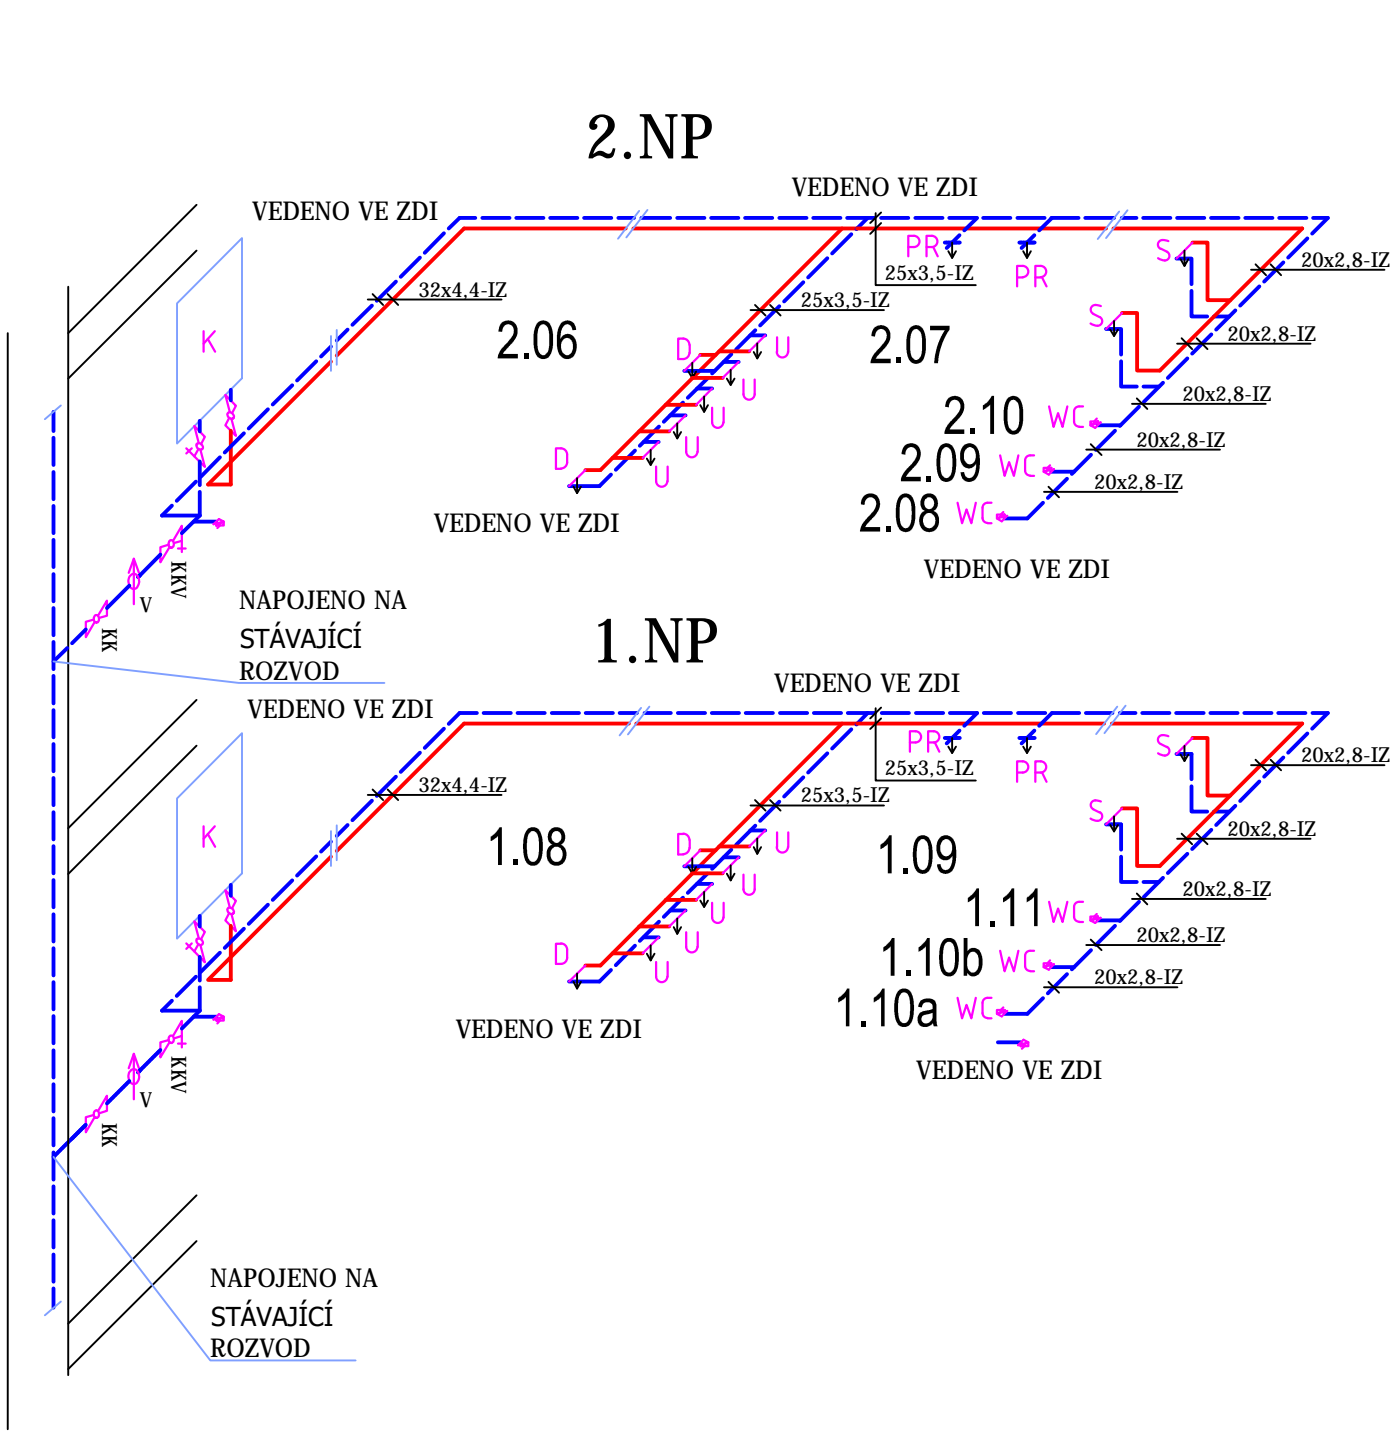 2.NP
VEDENO VE ZDI
VEDENO VE ZDI
PR
PR
S
20x2,8-IZ
25x3,5-IZ
32x4,4-IZ
25x3,5-IZ
K
2.06
D
U
2.07
S
20x2,8-IZ
U
U
U
U
D
2.10
WC
20x2,8-IZ
2.09
WC
20x2,8-IZ
2.08
WC
20x2,8-IZ
VEDENO VE ZDI
VEDENO VE ZDI
KKV
V
KK
NAPOJENO NA
STÁVAJÍCÍ
ROZVOD
1.NP
VEDENO VE ZDI
VEDENO VE ZDI
PR
PR
S
20x2,8-IZ
25x3,5-IZ
32x4,4-IZ
25x3,5-IZ
K
1.08
D
U
1.09
S
20x2,8-IZ
U
U
U
U
D
1.11
WC
20x2,8-IZ
1.10b
WC
20x2,8-IZ
1.10a
WC
20x2,8-IZ
VEDENO VE ZDI
VEDENO VE ZDI
KKV
V
KK
NAPOJENO NA
STÁVAJÍCÍ
ROZVOD